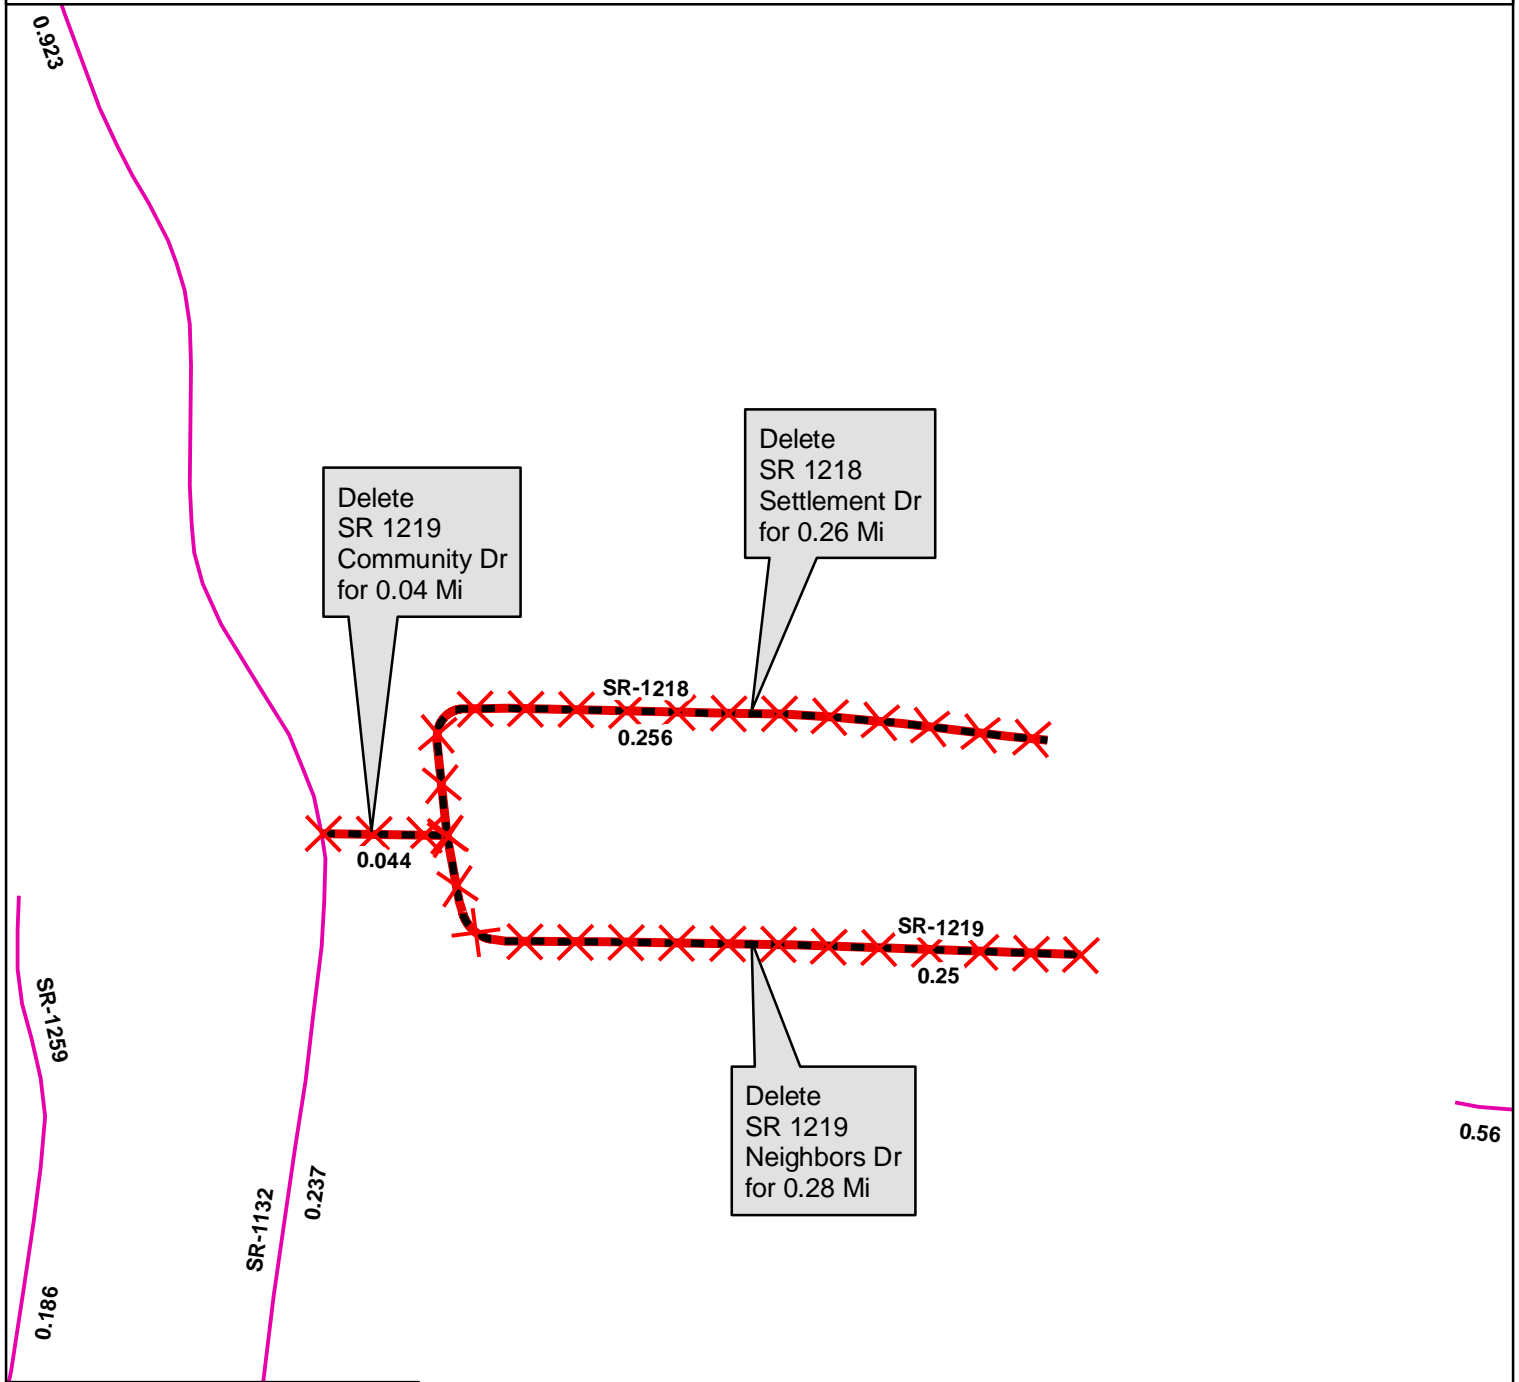 0.923
Delete
SR 1218
Settlement Dr
for 0.26 Mi
Delete
SR 1219
Community Dr
for 0.04 Mi
SR-1218
0.256
0.044
SR-1219
0.25
SR-1259
Delete
SR 1219
Neighbors Dr
for 0.28 Mi
0.56
SR-1132
0.237
0.186